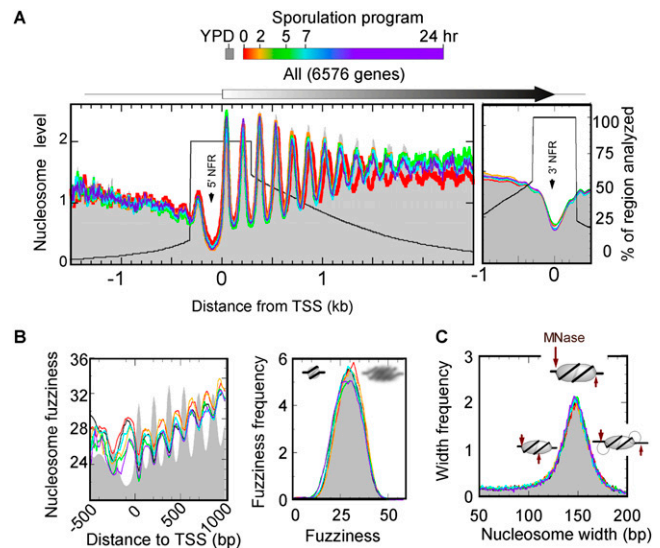 Sporulation program
A
YPD 0 2 5 7 24 hr
All (6576 genes)
Nucleosome level
2
1
0
5' NFR
-1 0 1
Distance from TSS (kb)
3' NFR
-1 0
100
75
50
25
0
% of region analyzed
B
Nucleosome fuzziness
36
32
28
24
-500 0 500 1000
Distance to TSS (bp)
Fuzziness frequency
6
4
2
0
0 25 50
Fuzziness
C
MNase
Width frequency
3
2
1
0
50 100 150 200
Nucleosome width (bp)